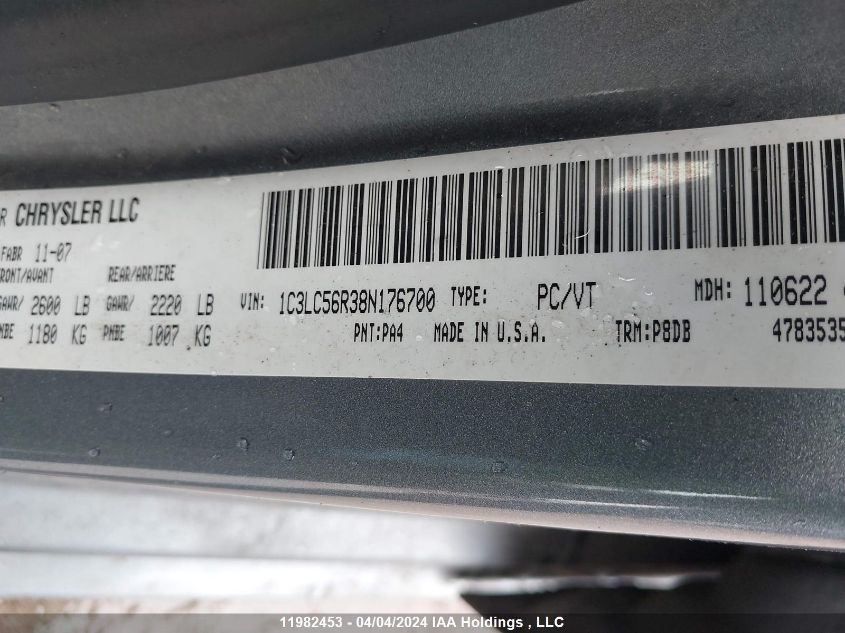 R CHRYSLER LLC
FABR 11-07
FRONT/AVANT REAR/ARRIERE
GAWR/ 2600 LB GAWR/ 2220 LB VIN: 1C3LC56R38N176700 TYPE: PC/VT MDH: 110622
NBE 1180 KG PNBE 1007 KG PNT:PA4 MADE IN U.S.A. TRM:P8DB 4783535
11982453 - 04/04/2024 IAA Holdings , LLC